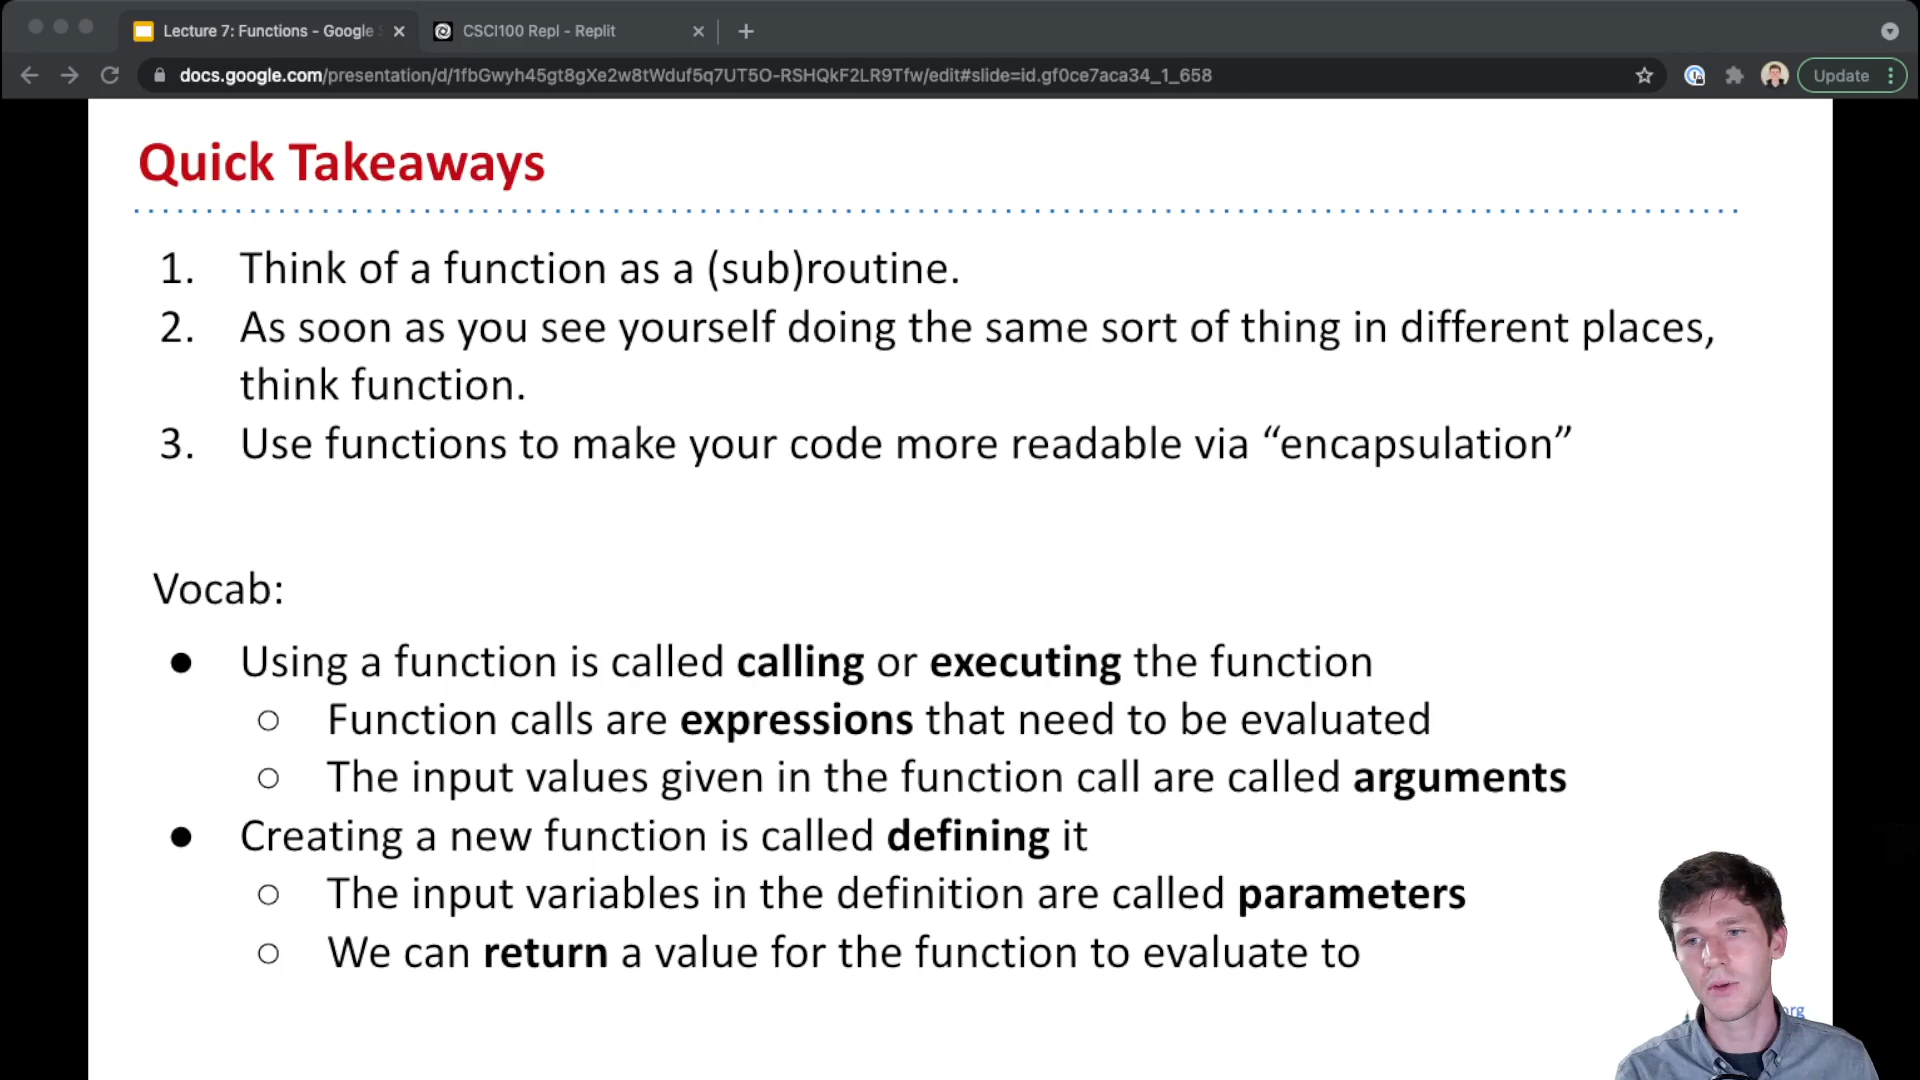 Lecture 7: Functions - Google
CSCI100 Repl - Replit
docs.google.com/presentation/d/1fbGwyh45gt8gXe2w8tWduf5q7UT5O-RSHQkF2LR9Tfw/edit#slide=id.gf0ce7aca34_1_658
Update
Quick Takeaways
1. Think of a function as a (sub)routine.
2. As soon as you see yourself doing the same sort of thing in different places,
think function.
3. Use functions to make your code more readable via “encapsulation”
Vocab:
● Using a function is called calling or executing the function
○ Function calls are expressions that need to be evaluated
○ The input values given in the function call are called arguments
● Creating a new function is called defining it
○ The input variables in the definition are called parameters
○ We can return a value for the function to evaluate to